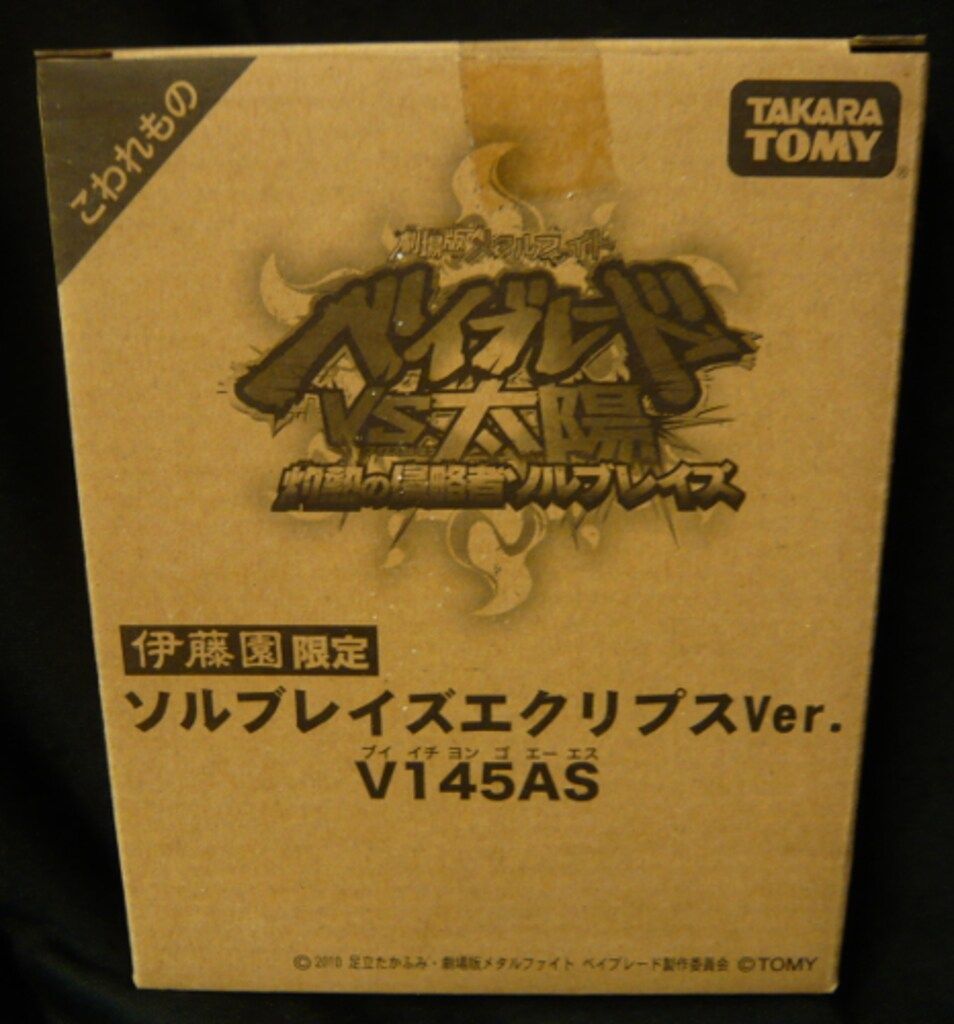 こわれもの
TAKARA
TOMY®
劇場版メタルファイト
ベイブレード
VS太陽
灼熱の侵略者ソルブレイズ
伊藤園限定
ソルブレイズエクリプスVer.
ブイ イチ ヨン ゴ エー エス
V145AS
©2010 足立たかふみ・劇場版メタルファイト ベイブレード製作委員会 ©TOMY